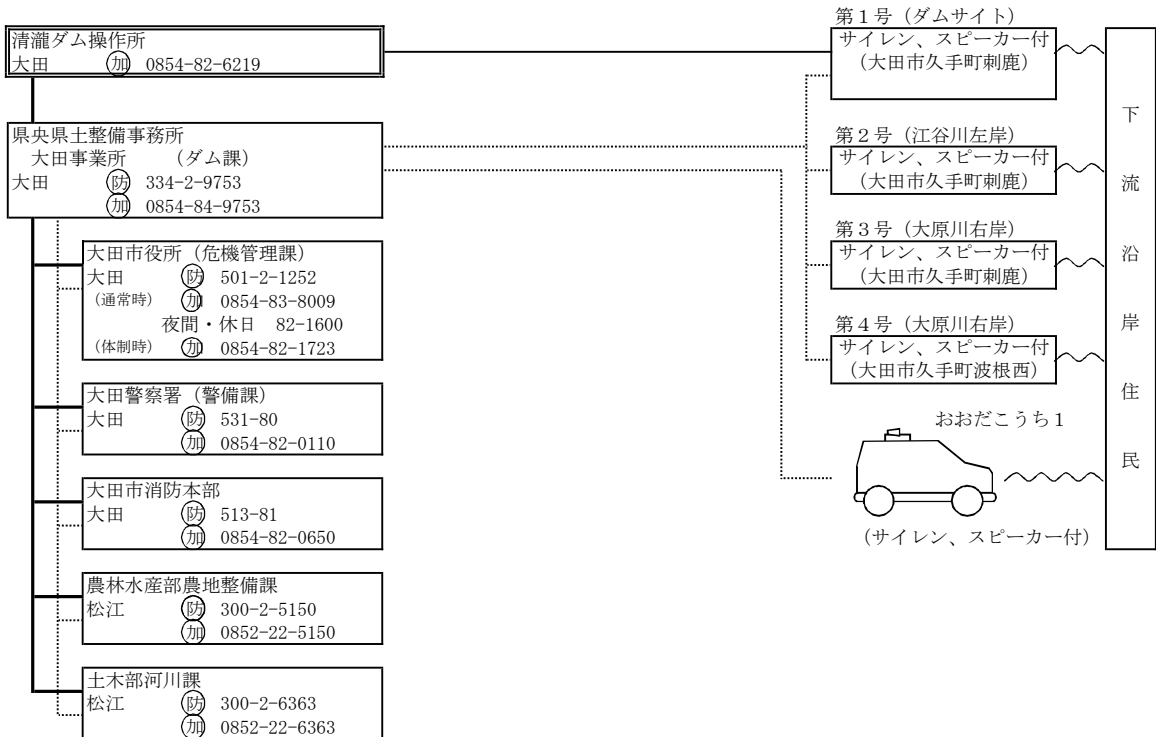 清瀧ダム操作所
大田 ㋕ 0854-82-6219
県央県土整備事務所
大田事業所 (ダム課)
大田 防 334-2-9753
加 0854-84-9753
大田市役所(危機管理課)
大田 防 501-2-1252
(通常時) 加 0854-83-8009
夜間・休日 82-1600
(体制時) 加 0854-82-1723
大田警察署(警備課)
大田 防 531-80
加 0854-82-0110
大田市消防本部
大田 防 513-81
加 0854-82-0650
農林水産部農地整備課
松江 防 300-2-5150
加 0852-22-5150
土木部河川課
松江 防 300-2-6363
加 0852-22-6363
第1号(ダムサイト)
サイレン、スピーカー付
(大田市久手町刺鹿)
第2号(江谷川左岸)
サイレン、スピーカー付
(大田市久手町刺鹿)
第3号(大原川右岸)
サイレン、スピーカー付
(大田市久手町刺鹿)
第4号(大原川右岸)
サイレン、スピーカー付
(大田市久手町波根西)
おおだこうち1
(サイレン、スピーカー付)
下流沿岸住民